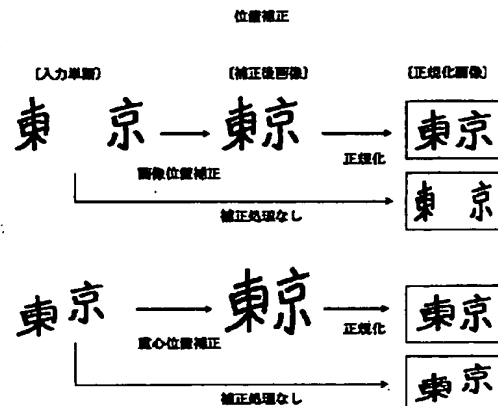 位置補正
[入力単語] [補正後画像] [正規化画像]
東 京 東京 東京
画像位置補正 正規化
東 京
補正処理なし
東京 東京 東京
重心位置補正 正規化
東京
補正処理なし